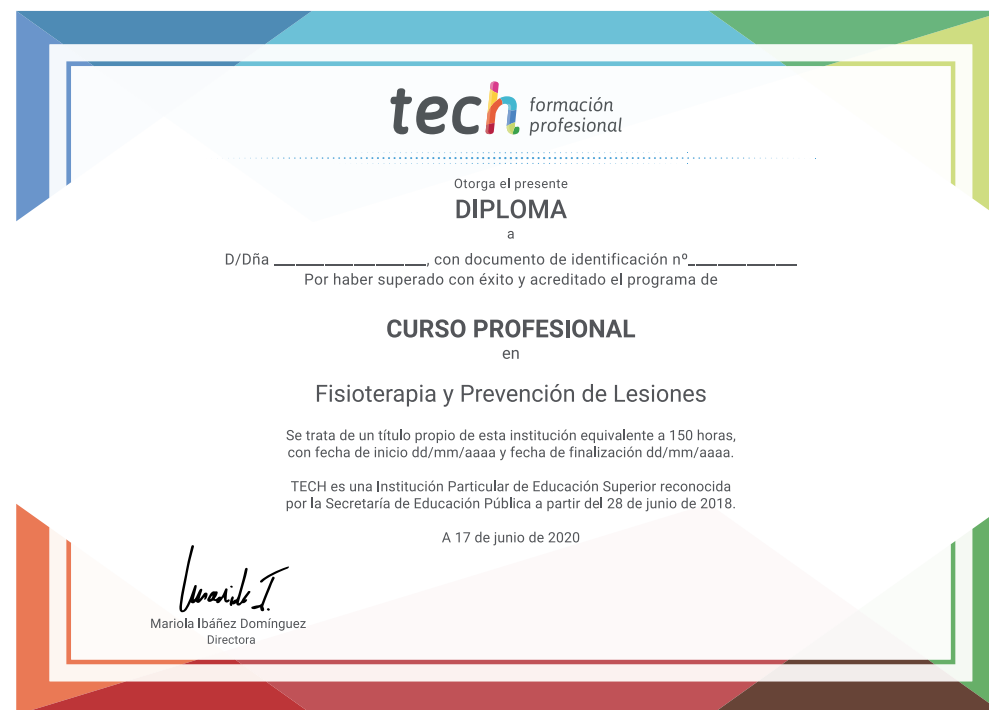 tech formación
profesional
Otorga el presente
DIPLOMA
a
D/Dña ________________, con documento de identificación nº___________
Por haber superado con éxito y acreditado el programa de
CURSO PROFESIONAL
en
Fisioterapia y Prevención de Lesiones
Se trata de un título propio de esta institución equivalente a 150 horas,
con fecha de inicio dd/mm/aaaa y fecha de finalización dd/mm/aaaa.
TECH es una Institución Particular de Educación Superior reconocida
por la Secretaría de Educación Pública a partir del 28 de junio de 2018.
A 17 de junio de 2020
Mariola Ibáñez Domínguez
Directora